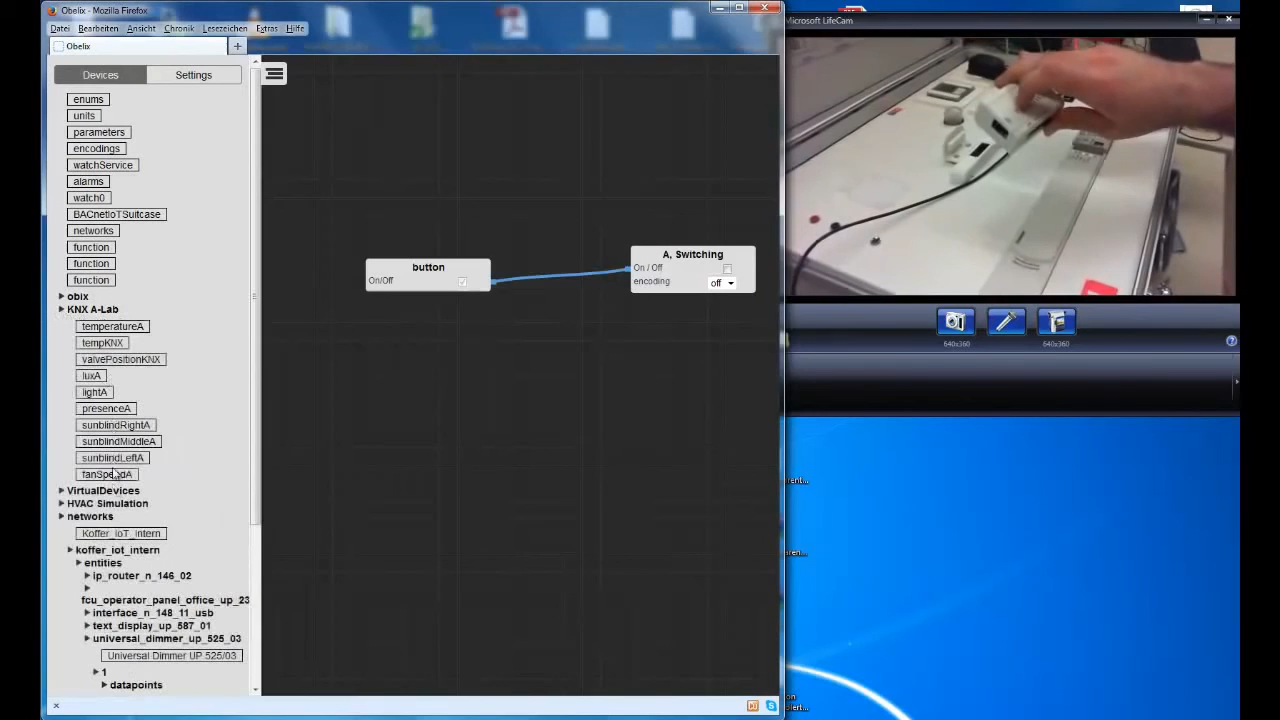 Obelix - Mozilla Firefox
Datei Bearbeiten Ansicht Chronik Lesezeichen Extras Hilfe
Obelix
+
Devices Settings
enums
units
parameters
encodings
watchService
alarms
watch0
BACnetIoTSuitcase
networks
function
function
function
obix
KNX A-Lab
temperatureA
tempKNX
valvePositionKNX
luxA
lightA
presenceA
sunblindRightA
sunblindMiddleA
sunblindLeftA
fanSpeedA
VirtualDevices
HVAC Simulation
networks
Koffer_IoT_intern
koffer_iot_intern
entities
ip_router_n_146_02
fcu_operator_panel_office_up_23
interface_n_148_11_usb
text_display_up_587_01
universal_dimmer_up_525_03
Universal Dimmer UP 525/03
1
datapoints
button
On/Off
A, Switching
On / Off
encoding off
Microsoft LifeCam
640x360 640x360